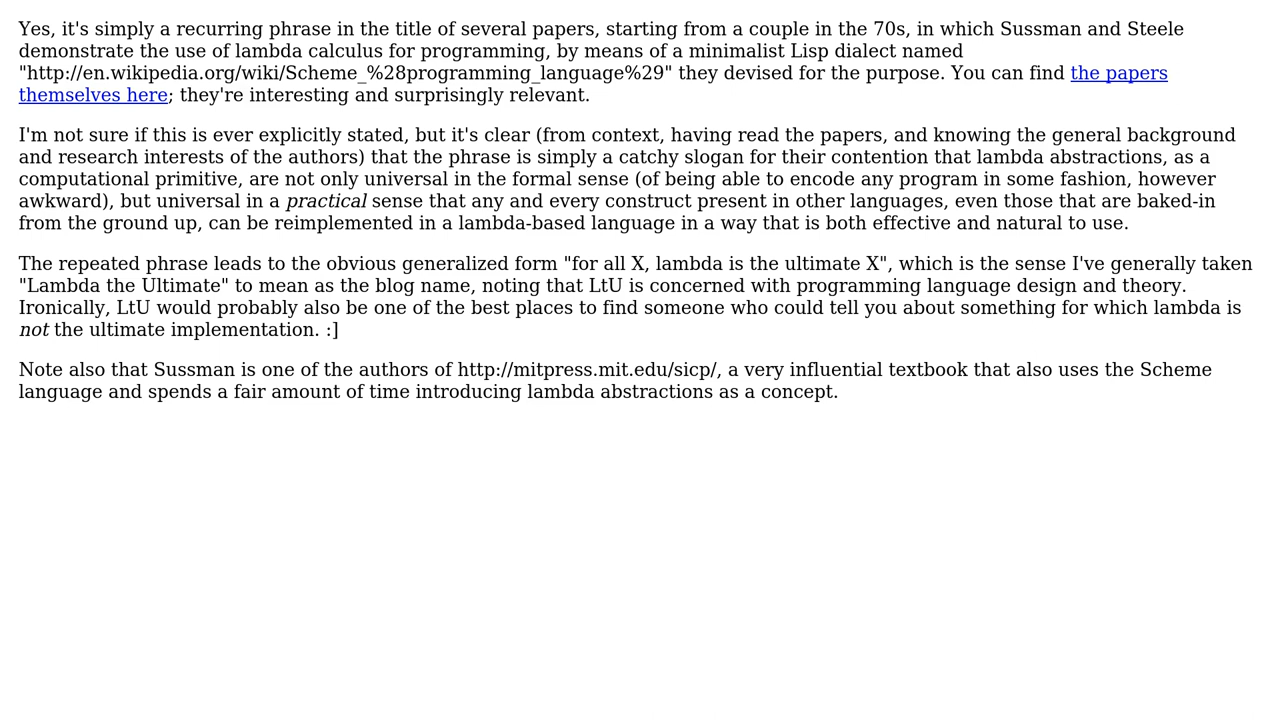 Yes, it's simply a recurring phrase in the title of several papers, starting from a couple in the 70s, in which Sussman and Steele
demonstrate the use of lambda calculus for programming, by means of a minimalist Lisp dialect named
"http://en.wikipedia.org/wiki/Scheme_%28programming_language%29" they devised for the purpose. You can find the papers
themselves here; they're interesting and surprisingly relevant.
I'm not sure if this is ever explicitly stated, but it's clear (from context, having read the papers, and knowing the general background
and research interests of the authors) that the phrase is simply a catchy slogan for their contention that lambda abstractions, as a
computational primitive, are not only universal in the formal sense (of being able to encode any program in some fashion, however
awkward), but universal in a practical sense that any and every construct present in other languages, even those that are baked-in
from the ground up, can be reimplemented in a lambda-based language in a way that is both effective and natural to use.
The repeated phrase leads to the obvious generalized form "for all X, lambda is the ultimate X", which is the sense I've generally taken
"Lambda the Ultimate" to mean as the blog name, noting that LtU is concerned with programming language design and theory.
Ironically, LtU would probably also be one of the best places to find someone who could tell you about something for which lambda is
not the ultimate implementation. :]
Note also that Sussman is one of the authors of http://mitpress.mit.edu/sicp/, a very influential textbook that also uses the Scheme
language and spends a fair amount of time introducing lambda abstractions as a concept.